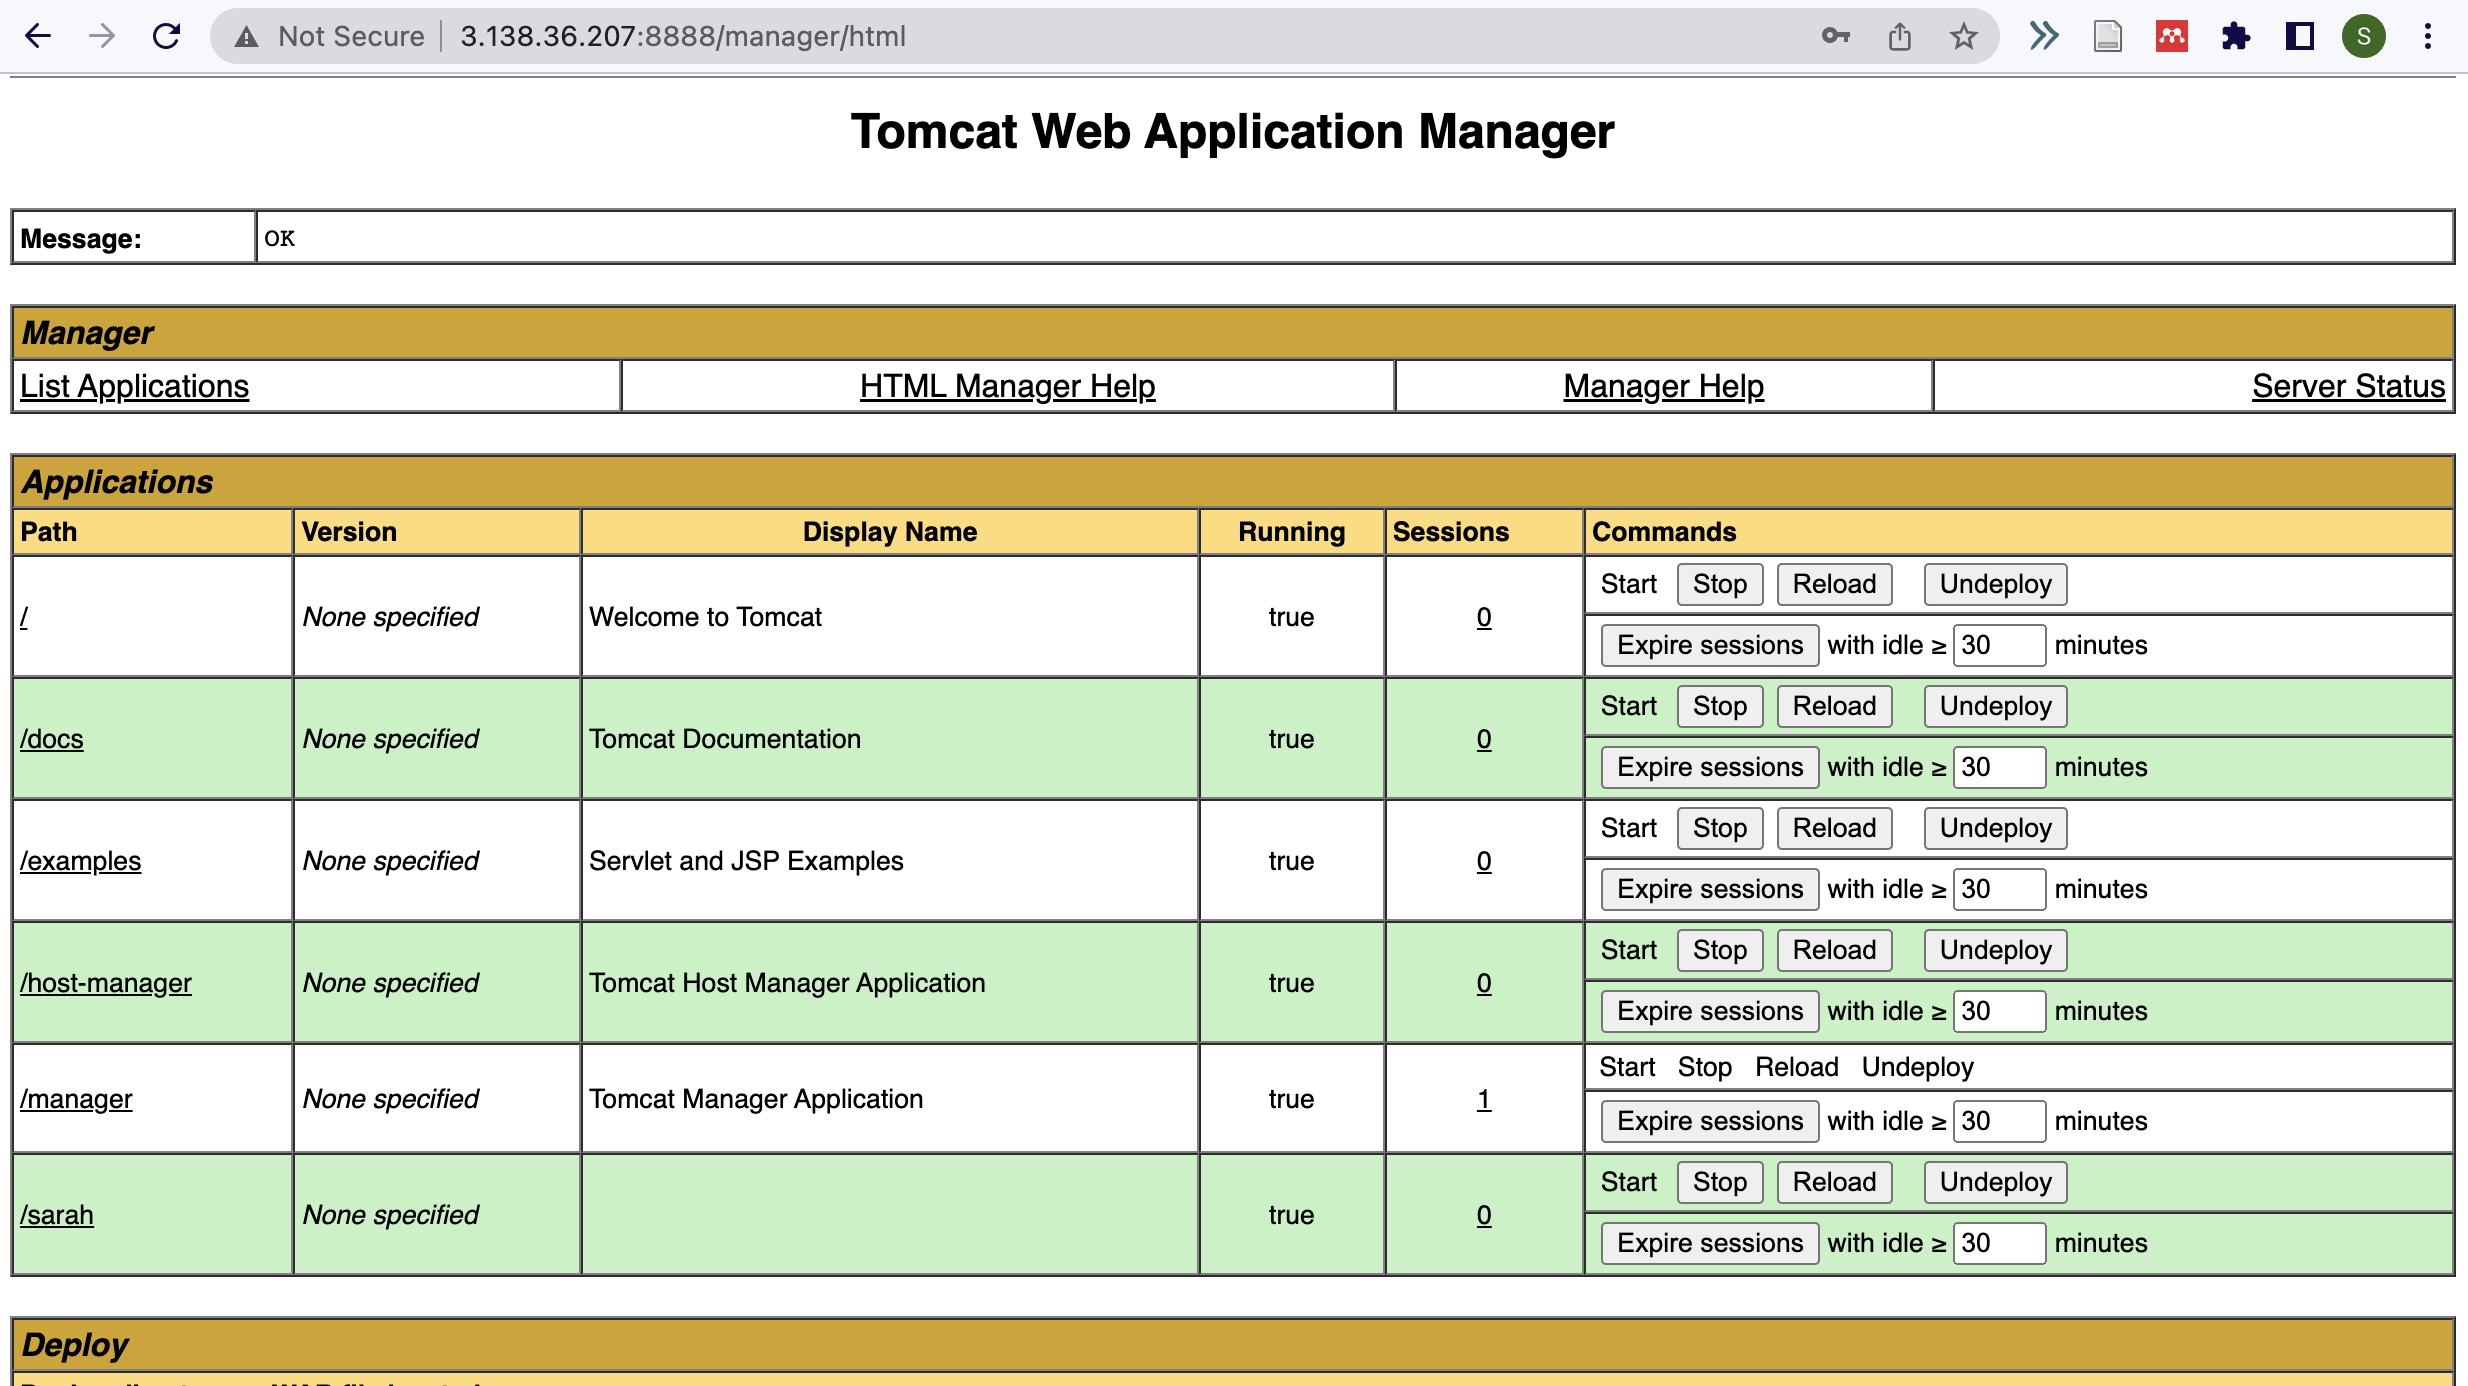 Not Secure 3.138.36.207:8888/manager/html S
Tomcat Web Application Manager
Message: OK
Manager
List Applications HTML Manager Help Manager Help Server Status
Applications
Path Version Display Name Running Sessions Commands
/ None specified Welcome to Tomcat true 0 Start Stop Reload Undeploy
Expire sessions with idle ≥ 30 minutes
/docs None specified Tomcat Documentation true 0 Start Stop Reload Undeploy
Expire sessions with idle ≥ 30 minutes
/examples None specified Servlet and JSP Examples true 0 Start Stop Reload Undeploy
Expire sessions with idle ≥ 30 minutes
/host-manager None specified Tomcat Host Manager Application true 0 Start Stop Reload Undeploy
Expire sessions with idle ≥ 30 minutes
/manager None specified Tomcat Manager Application true 1 Start Stop Reload Undeploy
Expire sessions with idle ≥ 30 minutes
/sarah None specified true 0 Start Stop Reload Undeploy
Expire sessions with idle ≥ 30 minutes
Deploy